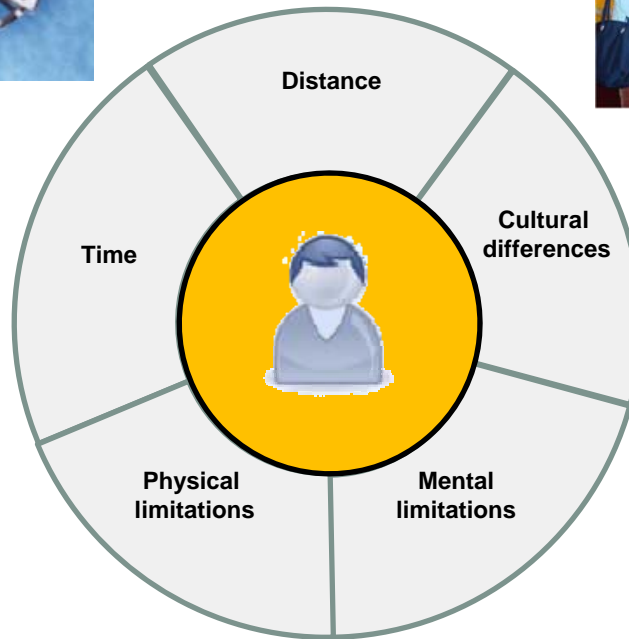 Distance
Cultural
differences
Time
Physical
limitations
Mental
limitations